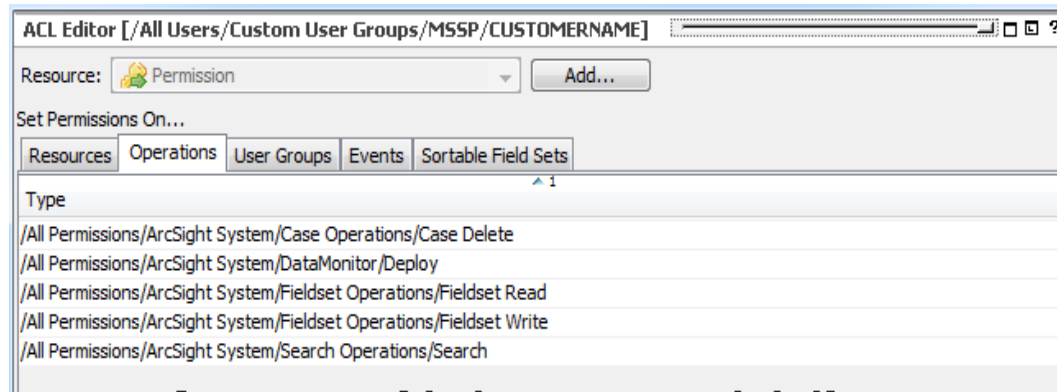 ACL Editor [/All Users/Custom User Groups/MSSP/CUSTOMERNAME] ?
Resource: Permission Add...
Set Permissions On...
Resources Operations User Groups Events Sortable Field Sets
1
Type
/All Permissions/ArcSight System/Case Operations/Case Delete
/All Permissions/ArcSight System/DataMonitor/Deploy
/All Permissions/ArcSight System/Fieldset Operations/Fieldset Read
/All Permissions/ArcSight System/Fieldset Operations/Fieldset Write
/All Permissions/ArcSight System/Search Operations/Search